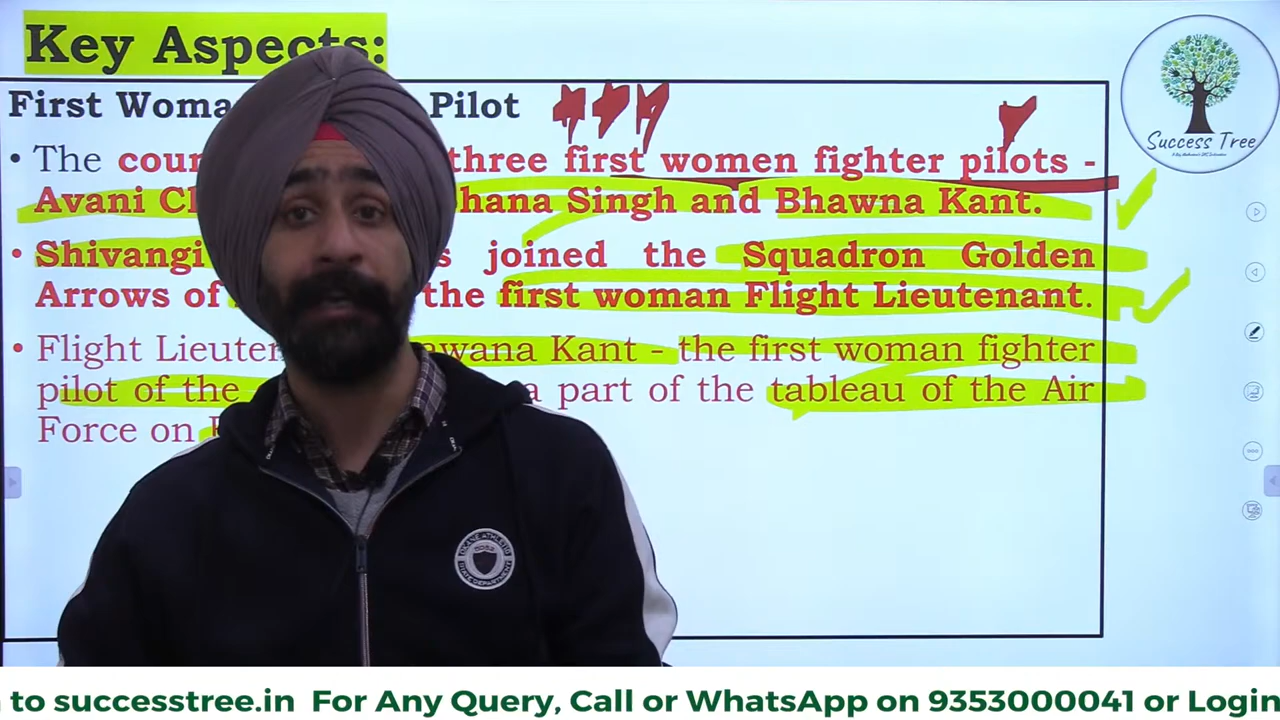 Key Aspects:
First Woma Pilot
• The cour three first women fighter pilots -
Avani Cl hana Singh and Bhawna Kant.
• Shivangi s joined the Squadron Golden
Arrows of the first woman Flight Lieutenant.
• Flight Lieuten awana Kant - the first woman fighter
pilot of the a part of the tableau of the Air
Force on
Success Tree
to successtree.in For Any Query, Call or WhatsApp on 9353000041 or Login